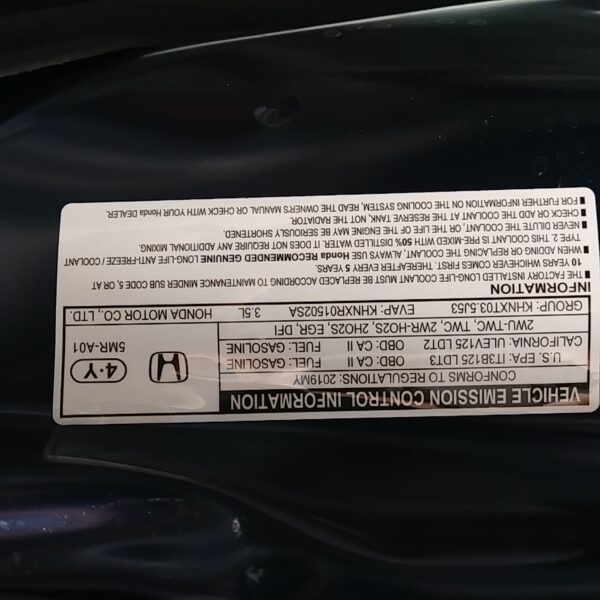 VEHICLE EMISSION CONTROL INFORMATION
CONFORMS TO REGULATIONS: 2019MY
U.S. EPA: IT3B125 LDT3 OBD: CA II FUEL: GASOLINE
CALIFORNIA: ULEV125 LDT2 OBD: CA II FUEL: GASOLINE
2WU-TWC, TWC, 2WR-HO2S, 2HO2S, EGR, DFI
4-Y
5MR-A01
GROUP: KHNXT03.5J53 EVAP: KHNXR01502SA 3.5L HONDA MOTOR CO., LTD.
INFORMATION
■ THE FACTORY INSTALLED LONG-LIFE COOLANT MUST BE REPLACED ACCORDING TO MAINTENANCE MINDER SUB CODE 5, OR AT
10 YEARS WHICHEVER COMES FIRST. THEREAFTER EVERY 5 YEARS.
■ WHEN ADDING OR REPLACING COOLANT, ALWAYS USE Honda RECOMMENDED GENUINE LONG-LIFE ANTI-FREEZE / COOLANT
TYPE 2. THIS COOLANT IS PRE-MIXED WITH 50% DISTILLED WATER. IT DOES NOT REQUIRE ANY ADDITIONAL MIXING.
■ NEVER DILUTE COOLANT, OR THE LIFE OF THE ENGINE MAY BE SERIOUSLY SHORTENED.
■ CHECK OR ADD COOLANT AT THE RESERVE TANK, NOT THE RADIATOR.
■ FOR FURTHER INFORMATION ON THE COOLING SYSTEM, READ THE OWNERS MANUAL OR CHECK WITH YOUR Honda DEALER.